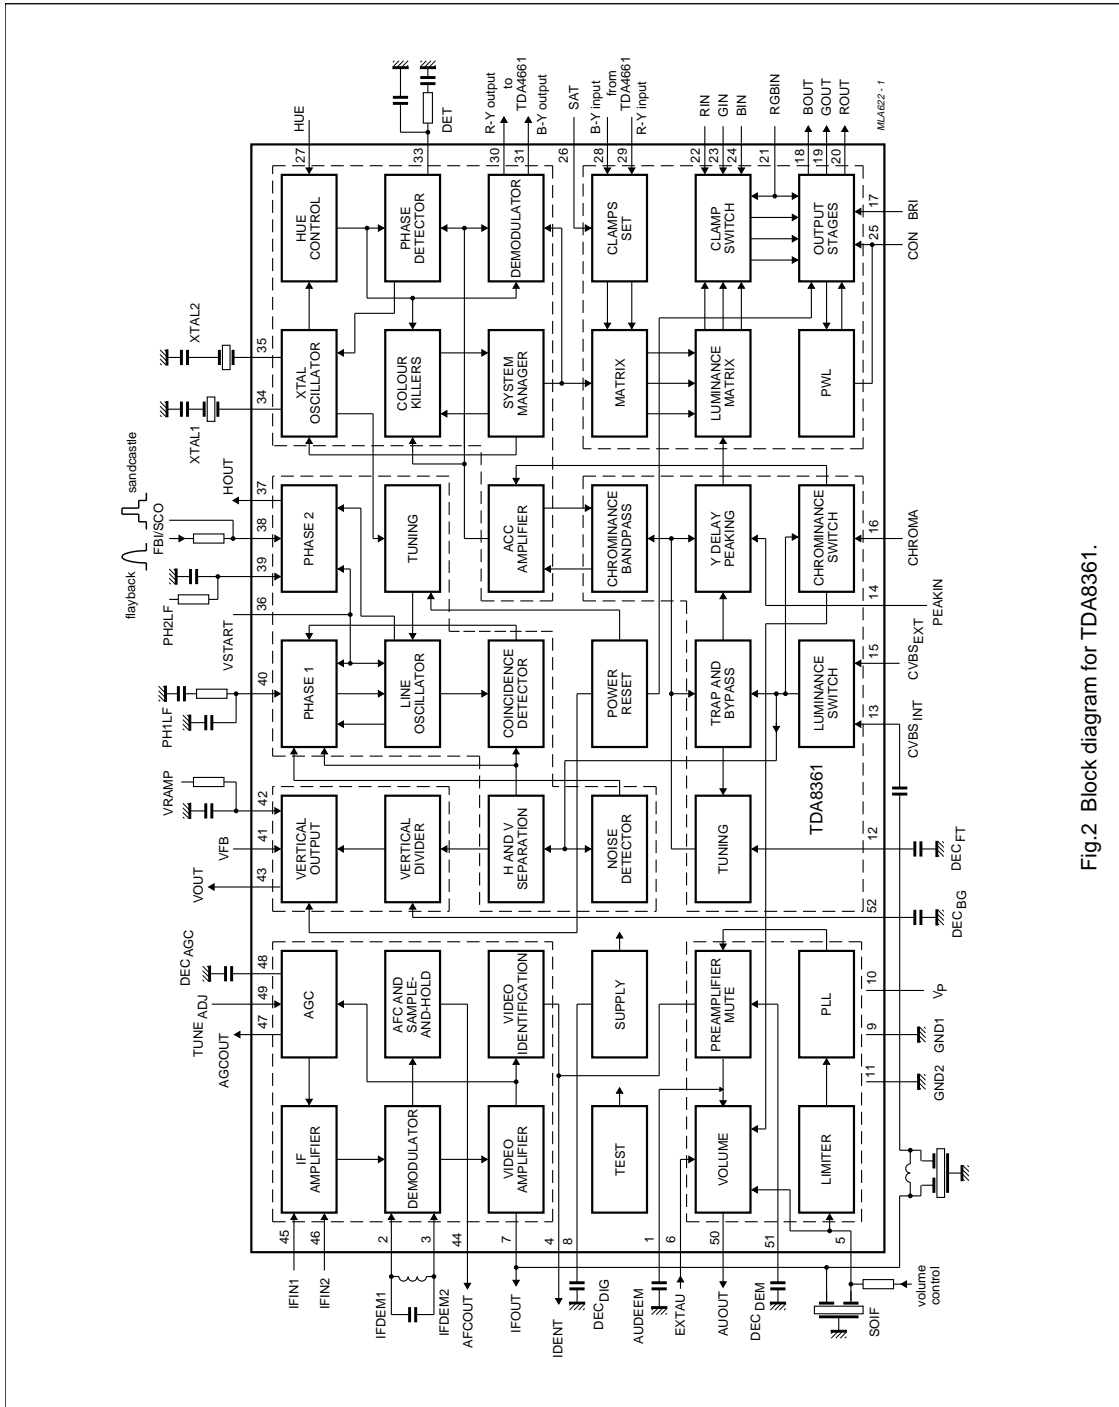 IFIN1
45
IFIN2
46
IFDEM1
2
IFDEM2
3
AFCOUT
44
IFOUT
7
IDENT
4
DECDIG
8
AUDEEM
1
EXTAU
6
AUOUT
50
DECDEM
51
SOIF
5
volume
control
AGCOUT
47
TUNEADJ
49
DECAGC
48
VOUT
43
VFB
41
VRAMP
42
PH1LF
40
VSTART
36
PH2LF
39
flayback
FBI/SCO
38
sandcastle
HOUT
37
XTAL1
34
XTAL2
35
HUE
27
DET
33
R-Y output
to
TDA4661
B-Y output
30
31
SAT
26
B-Y input
from
TDA4661
R-Y input
28
29
RIN
22
GIN
23
BIN
24
RGBIN
21
BOUT
18
GOUT
19
ROUT
20
MLA622 - 1
IF
AMPLIFIER
AGC
VERTICAL
OUTPUT
PHASE 1
PHASE 2
XTAL
OSCILLATOR
HUE
CONTROL
DEMODULATOR
AFC AND
SAMPLE-
AND-HOLD
VERTICAL
DIVIDER
LINE
OSCILLATOR
TUNING
COLOUR
KILLERS
PHASE
DETECTOR
VIDEO
AMPLIFIER
VIDEO
IDENTIFICATION
H AND V
SEPARATION
COINCIDENCE
DETECTOR
ACC
AMPLIFIER
SYSTEM
MANAGER
DEMODULATOR
TEST
SUPPLY
NOISE
DETECTOR
POWER
RESET
CHROMINANCE
BANDPASS
MATRIX
CLAMPS
SET
VOLUME
PREAMPLIFIER
MUTE
TUNING
TRAP AND
BYPASS
Y DELAY
PEAKING
LUMINANCE
MATRIX
CLAMP
SWITCH
LIMITER
PLL
TDA8361
LUMINANCE
SWITCH
CHROMINANCE
SWITCH
PWL
OUTPUT
STAGES
11
GND2
9
GND1
10
VP
52
DECBG
12
DECFT
13
CVBSINT
15
CVBSEXT
14
PEAKIN
16
CHROMA
25
CON
17
BRI
Fig.2 Block diagram for TDA8361.